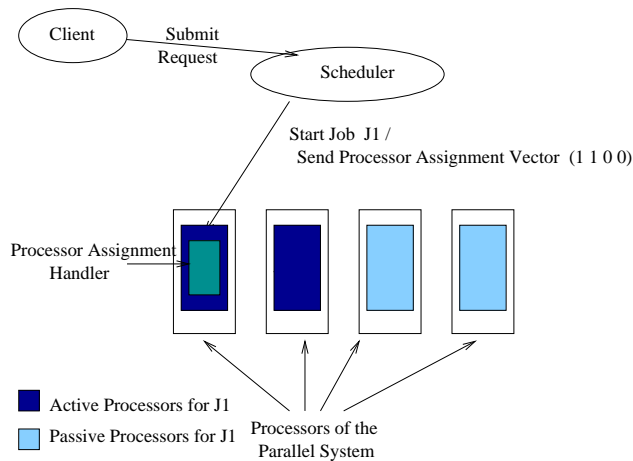 Client
Submit
Request
Scheduler
Start Job J1 /
Send Processor Assignment Vector (1 1 0 0)
Processor Assignment
Handler
Active Processors for J1
Passive Processors for J1
Processors of the
Parallel System